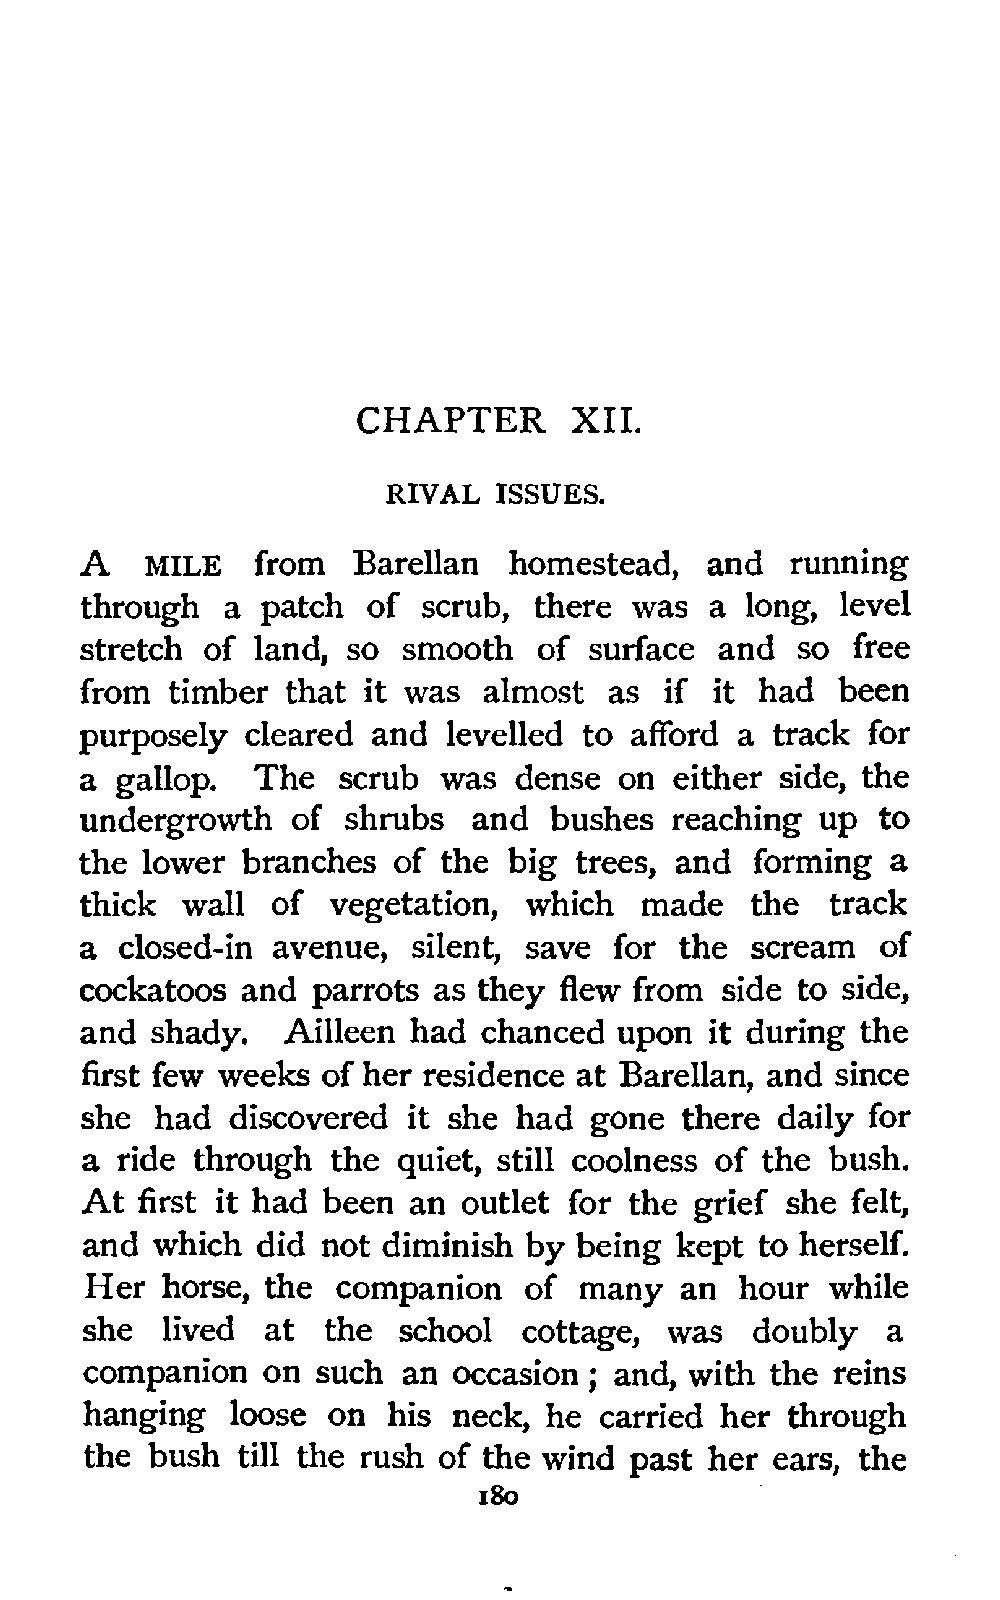 CHAPTER XII.
RIVAL ISSUES.
A MILE from Barellan homestead, and running
through a patch of scrub, there was a long, level
stretch of land, so smooth of surface and so free
from timber that it was almost as if it had been
purposely cleared and levelled to afford a track for
a gallop. The scrub was dense on either side, the
undergrowth of shrubs and bushes reaching up to
the lower branches of the big trees, and forming a
thick wall of vegetation, which made the track
a closed-in avenue, silent, save for the scream of
cockatoos and parrots as they flew from side to side,
and shady. Ailleen had chanced upon it during the
first few weeks of her residence at Barellan, and since
she had discovered it she had gone there daily for
a ride through the quiet, still coolness of the bush.
At first it had been an outlet for the grief she felt,
and which did not diminish by being kept to herself.
Her horse, the companion of many an hour while
she lived at the school cottage, was doubly a
companion on such an occasion ; and, with the reins
hanging loose on his neck, he carried her through
the bush till the rush of the wind past her ears, the
180